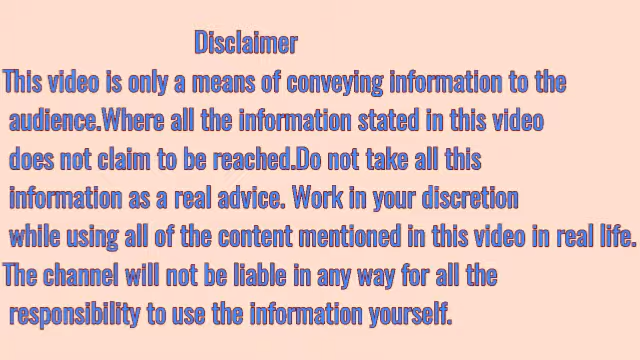 Disclaimer
This video is only a means of conveying information to the
audience.Where all the information stated in this video
does not claim to be reached.Do not take all this
information as a real advice. Work in your discretion
while using all of the content mentioned in this video in real life.
The channel will not be liable in any way for all the
responsibility to use the information yourself.